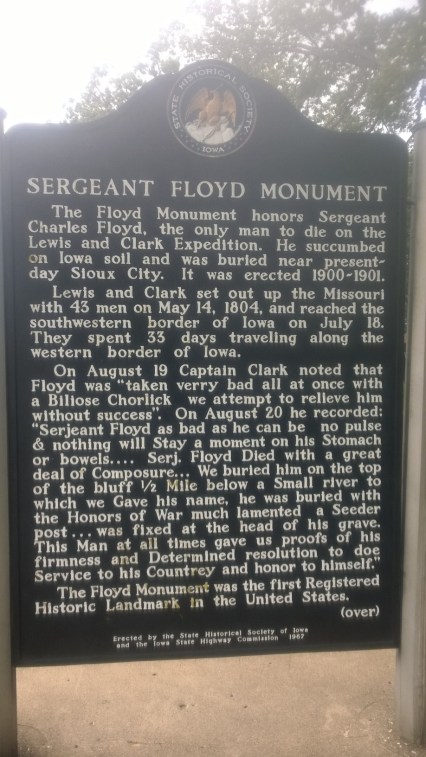 STATE HISTORICAL SOCIETY
IOWA
SERGEANT FLOYD MONUMENT
The Floyd Monument honors Sergeant
Charles Floyd, the only man to die on the
Lewis and Clark Expedition. He succumbed
on Iowa soil and was buried near present-
day Sioux City. It was erected 1900-1901.
Lewis and Clark set out up the Missouri
with 43 men on May 14, 1804, and reached the
southwestern border of Iowa on July 18.
They spent 33 days traveling along the
western border of Iowa.
On August 19 Captain Clark noted that
Floyd was "taken verry bad all at once with
a Biliose Chorlick we attempt to relieve him
without success". On August 20 he recorded:
"Serjeant Floyd as bad as he can be no pulse
& nothing will Stay a moment on his Stomach
or bowels.... Serj. Floyd Died with a great
deal of Composure... We buried him on the top
of the bluff ½ Mile below a Small river to
which we Gave his name, he was buried with
the Honors of War much lamented a Seeder
post... was fixed at the head of his grave.
This Man at all times gave us proofs of his
firmness and Determined resolution to doe
Service to his Countrey and honor to himself."
The Floyd Monument was the first Registered
Historic Landmark in the United States.
(over)
Erected by the State Historical Society of Iowa
and the Iowa State Highway Commission 1967